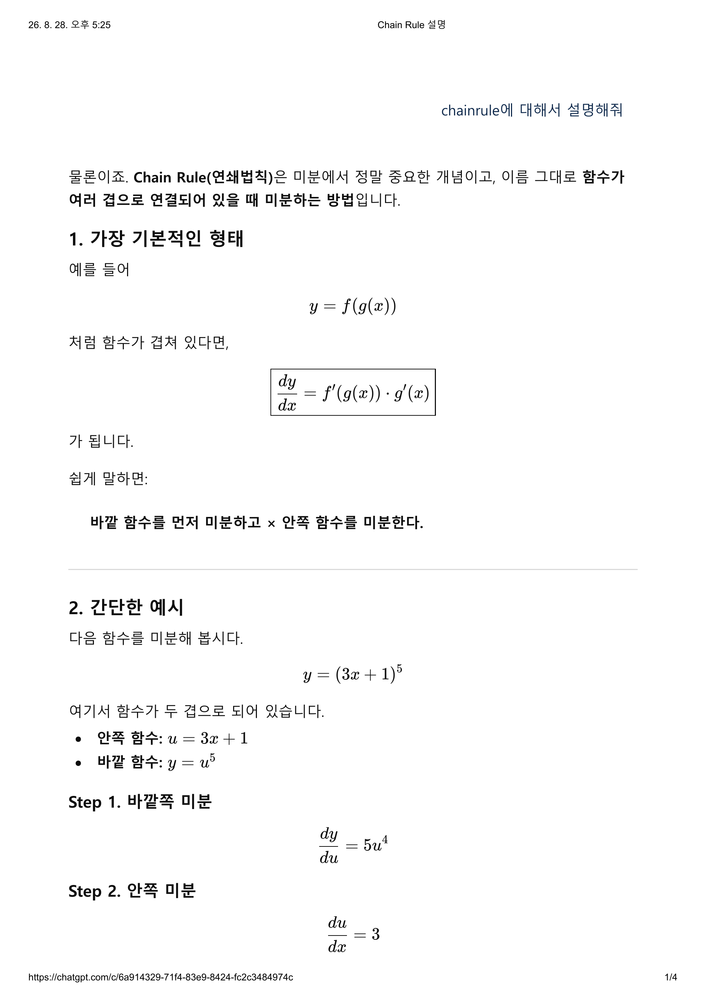 26. 8. 28. 오후 5:25
Chain Rule 설명
chainrule에 대해서 설명해줘
물론이죠. Chain Rule(연쇄법칙)은 미분에서 정말 중요한 개념이고, 이름 그대로 함수가
여러 겹으로 연결되어 있을 때 미분하는 방법입니다.
1. 가장 기본적인 형태
예를 들어
y = f(g(x))
처럼 함수가 겹쳐 있다면,
dy/dx = f′(g(x)) · g′(x)
가 됩니다.
쉽게 말하면:
바깥 함수를 먼저 미분하고 × 안쪽 함수를 미분한다.
2. 간단한 예시
다음 함수를 미분해 봅시다.
y = (3x + 1)⁵
여기서 함수가 두 겹으로 되어 있습니다.
• 안쪽 함수: u = 3x + 1
• 바깥 함수: y = u⁵
Step 1. 바깥쪽 미분
dy/du = 5u⁴
Step 2. 안쪽 미분
du/dx = 3
https://chatgpt.com/c/6a914329-71f4-83e9-8424-fc2c3484974c
1/4